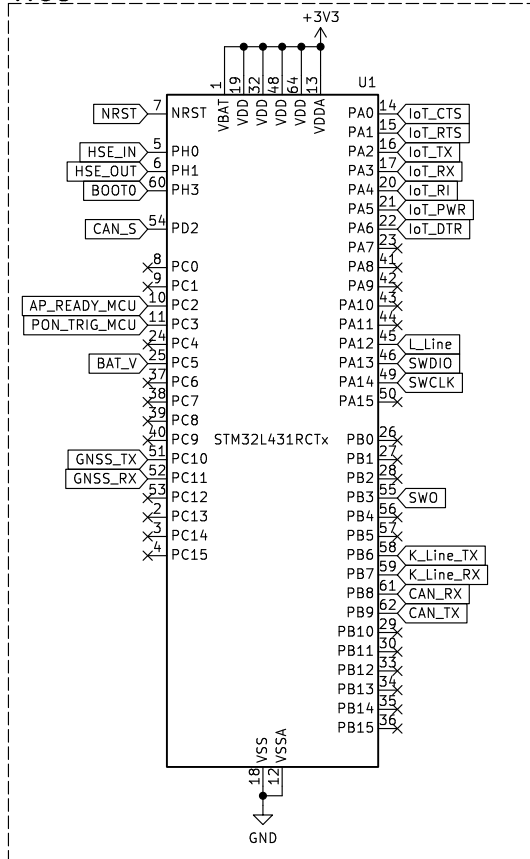 +3V3
U1
1 19 32 48 64 13
VBAT VDD VDD VDD VDD VDDA
NRST 7 NRST PA0 14 IoT_CTS
PA1 15 IoT_RTS
HSE_IN 5 PH0 PA2 16 IoT_TX
HSE_OUT 6 PH1 PA3 17 IoT_RX
BOOT0 60 PH3 PA4 20 IoT_RI
PA5 21 IoT_PWR
CAN_S 54 PD2 PA6 22 IoT_DTR
PA7 23
8 PC0 PA8 41
9 PC1 PA9 42
AP_READY_MCU 10 PC2 PA10 43
PON_TRIG_MCU 11 PC3 PA11 44
24 PC4 PA12 45 L_Line
BAT_V 25 PC5 PA13 46 SWDIO
37 PC6 PA14 49 SWCLK
38 PC7 PA15 50
39 PC8
40 PC9 STM32L431RCTx PB0 26
GNSS_TX 51 PC10 PB1 27
GNSS_RX 52 PC11 PB2 28
53 PC12 PB3 55 SWO
2 PC13 PB4 56
3 PC14 PB5 57
4 PC15 PB6 58 K_Line_TX
PB7 59 K_Line_RX
PB8 61 CAN_RX
PB9 62 CAN_TX
PB10 29
PB11 30
PB12 33
PB13 34
PB14 35
PB15 36
VSS VSSA
18 12
GND